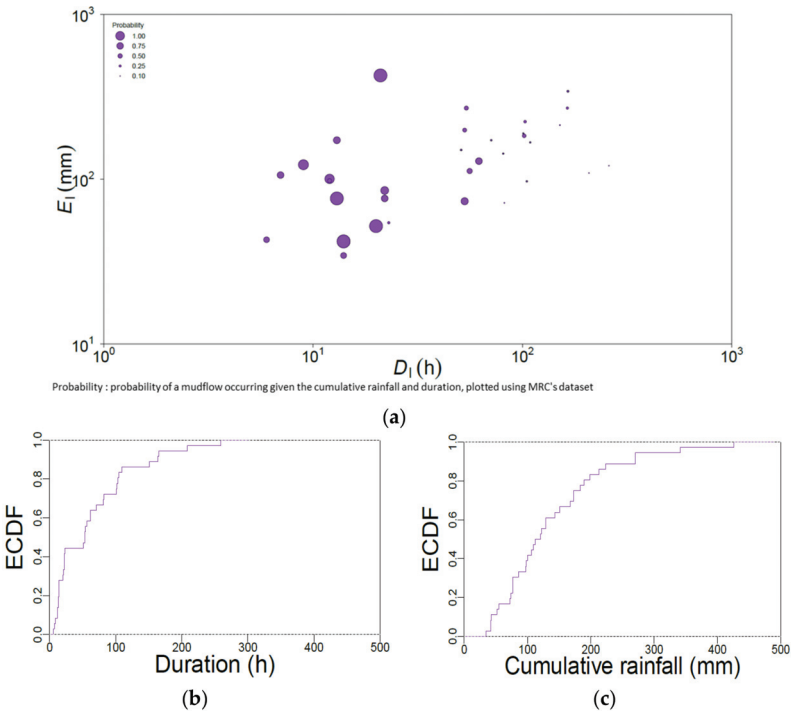 10³
Probability
1.00
0.75
0.50
0.25
0.10
E_I (mm)
10²
10¹
10⁰ 10¹ 10² 10³
D_I (h)
Probability : probability of a mudflow occurring given the cumulative rainfall and duration, plotted using MRC's dataset
(a)
ECDF
1.0
0.8
0.6
0.4
0.2
0.0
0 100 200 300 400 500
Duration (h)
(b)
ECDF
1.0
0.8
0.6
0.4
0.2
0.0
0 100 200 300 400 500
Cumulative rainfall (mm)
(c)